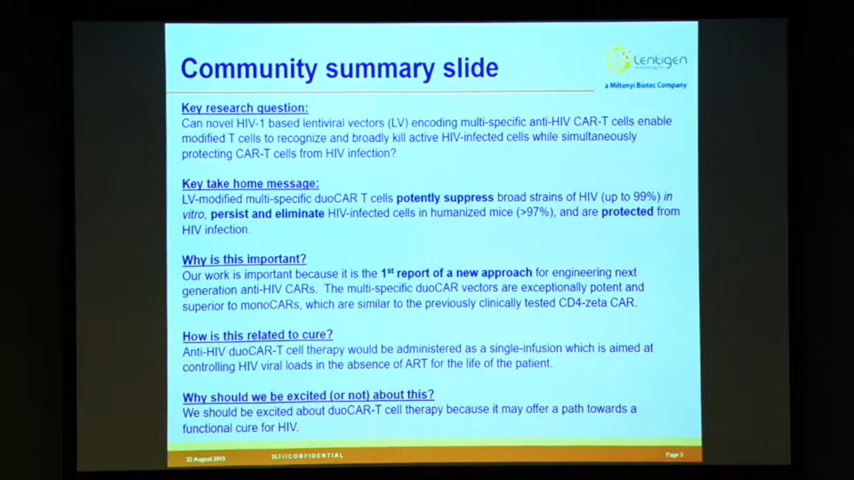 Community summary slide
Lentigen
a Miltenyi Biotec Company
Key research question:
Can novel HIV-1 based lentiviral vectors (LV) encoding multi-specific anti-HIV CAR-T cells enable
modified T cells to recognize and broadly kill active HIV-infected cells while simultaneously
protecting CAR-T cells from HIV infection?
Key take home message:
LV-modified multi-specific duoCAR T cells potently suppress broad strains of HIV (up to 99%) in
vitro, persist and eliminate HIV-infected cells in humanized mice (>97%), and are protected from
HIV infection.
Why is this important?
Our work is important because it is the 1st report of a new approach for engineering next
generation anti-HIV CARs. The multi-specific duoCAR vectors are exceptionally potent and
superior to monoCARs, which are similar to the previously clinically tested CD4-zeta CAR.
How is this related to cure?
Anti-HIV duoCAR-T cell therapy would be administered as a single-infusion which is aimed at
controlling HIV viral loads in the absence of ART for the life of the patient.
Why should we be excited (or not) about this?
We should be excited about duoCAR-T cell therapy because it may offer a path towards a
functional cure for HIV.
22 August 2013
//CONFIDENTIAL
Page 3